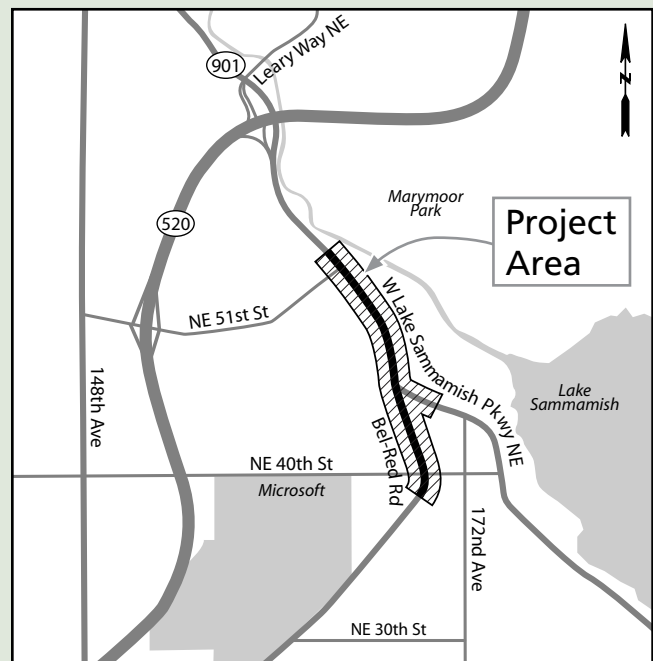 901
Leary Way NE
N
Marymoor
Park
Project
Area
520
NE 51st St
W Lake Sammamish Pkwy NE
148th Ave
Lake
Sammamish
Bel-Red Rd
NE 40th St
Microsoft
172nd Ave
NE 30th St